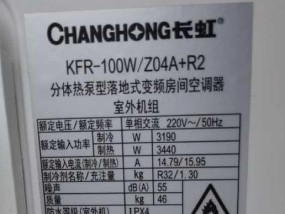 CHANGHONG长虹
KFR-100W/Z04A+R2
分体热泵型落地式变频房间空调器
室外机组
额定电压/额定频率 单相交流 220V~/50Hz
额定输入功率 制冷 W 3190
制热 W 3440
额定输入电流(制冷/制热) A 14.79/15.95
制冷剂名称/充注量 kg R32/1.30
噪声 dB(A) 55
质量 kg 46
防水等级(室外机) IPX4